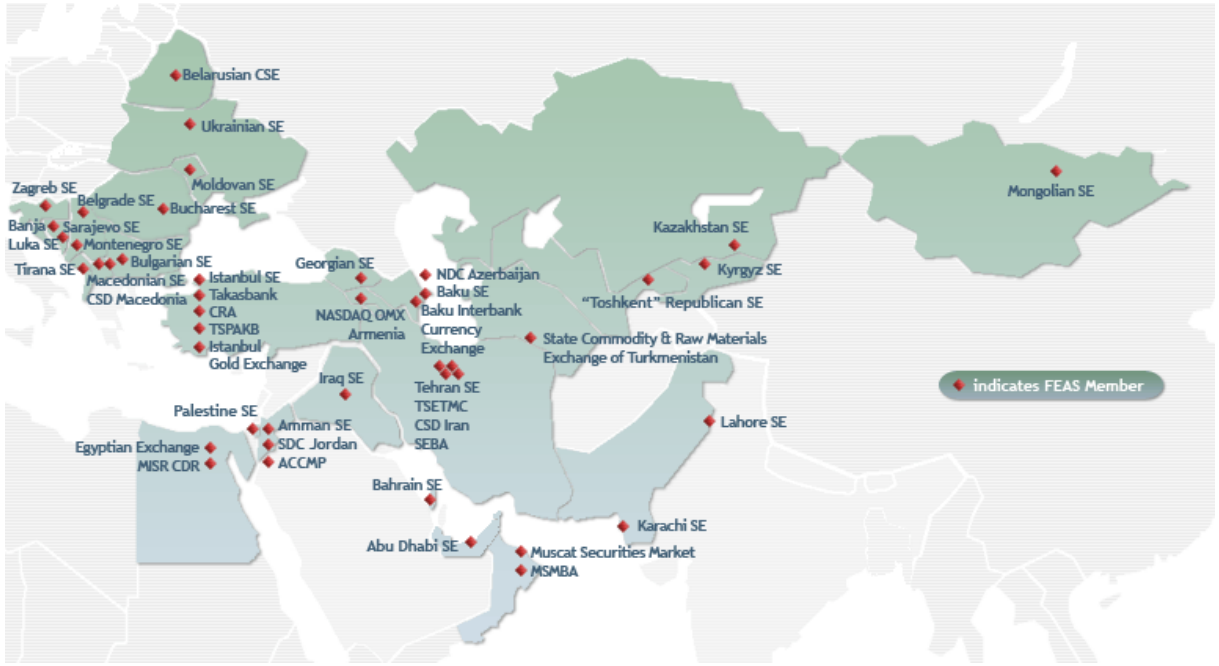 Belarusian CSE
Ukrainian SE
Moldovan SE
Zagreb SE
Belgrade SE
Bucharest SE
Banja
Luka SE
Sarajevo SE
Montenegro SE
Bulgarian SE
Tirana SE
Macedonian SE
CSD Macedonia
Istanbul SE
Takasbank
CRA
TSPAKB
Istanbul
Gold Exchange
Georgian SE
NASDAQ OMX
Armenia
NDC Azerbaijan
Baku SE
Baku Interbank
Currency
Exchange
Kazakhstan SE
Kyrgyz SE
“Toshkent” Republican SE
Mongolian SE
State Commodity & Raw Materials
Exchange of Turkmenistan
Tehran SE
TSETMC
CSD Iran
SEBA
Iraq SE
Palestine SE
Amman SE
SDC Jordan
ACCMP
Egyptian Exchange
MISR CDR
Bahrain SE
Abu Dhabi SE
Muscat Securities Market
MSMBA
Lahore SE
Karachi SE
indicates FEAS Member